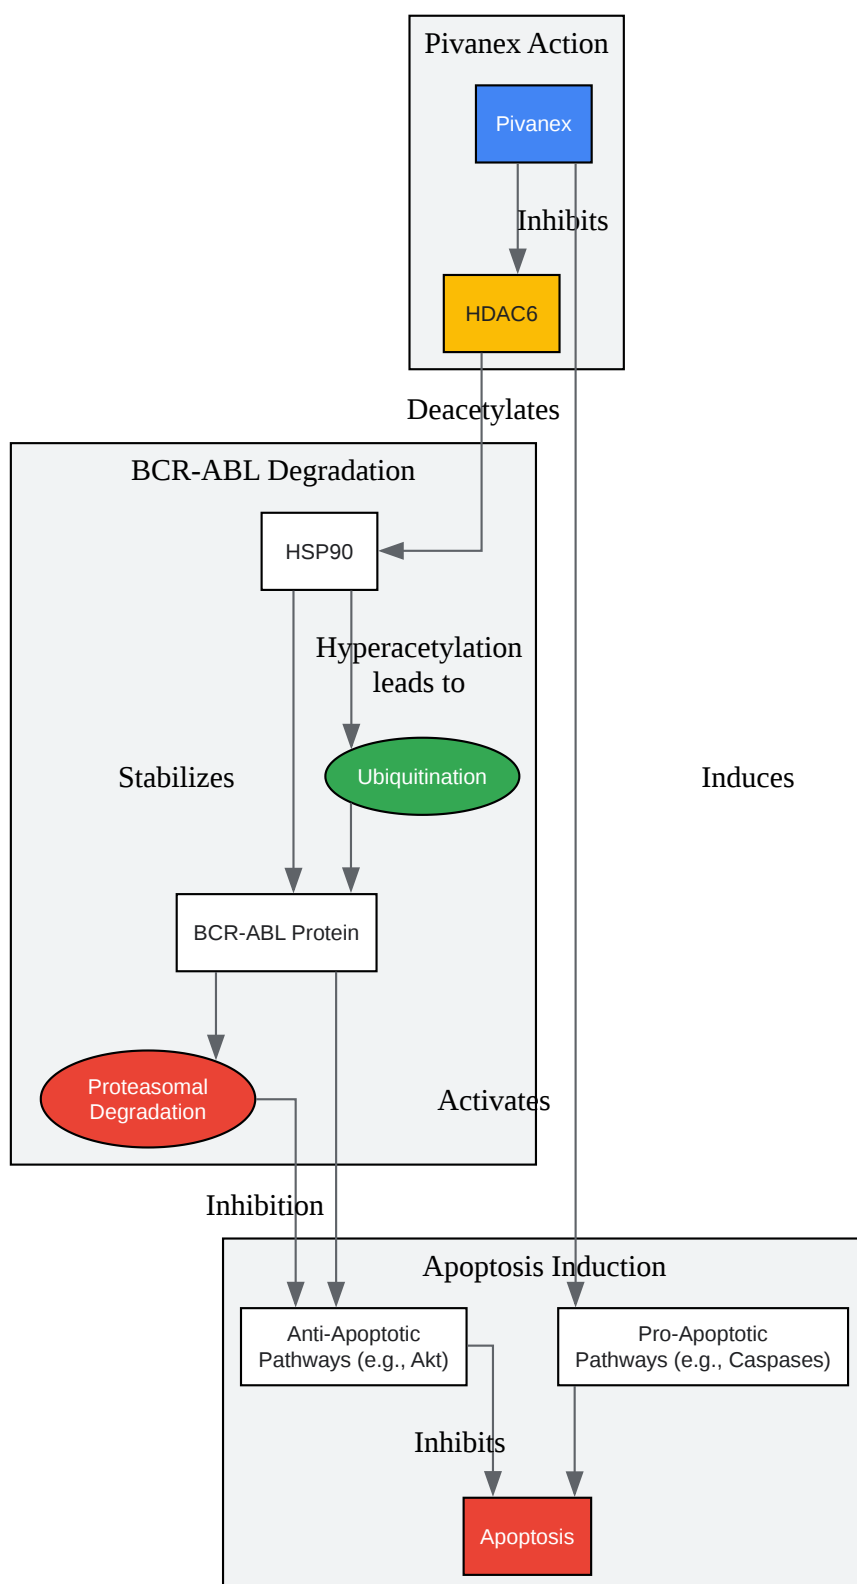 Pivanex Action
Pivanex
Inhibits
HDAC6
Deacetylates
BCR-ABL Degradation
HSP90
Hyperacetylation
leads to
Stabilizes
Ubiquitination
Induces
BCR-ABL Protein
Proteasomal
Degradation
Activates
Inhibition
Apoptosis Induction
Anti-Apoptotic
Pathways (e.g., Akt)
Pro-Apoptotic
Pathways (e.g., Caspases)
Inhibits
Apoptosis